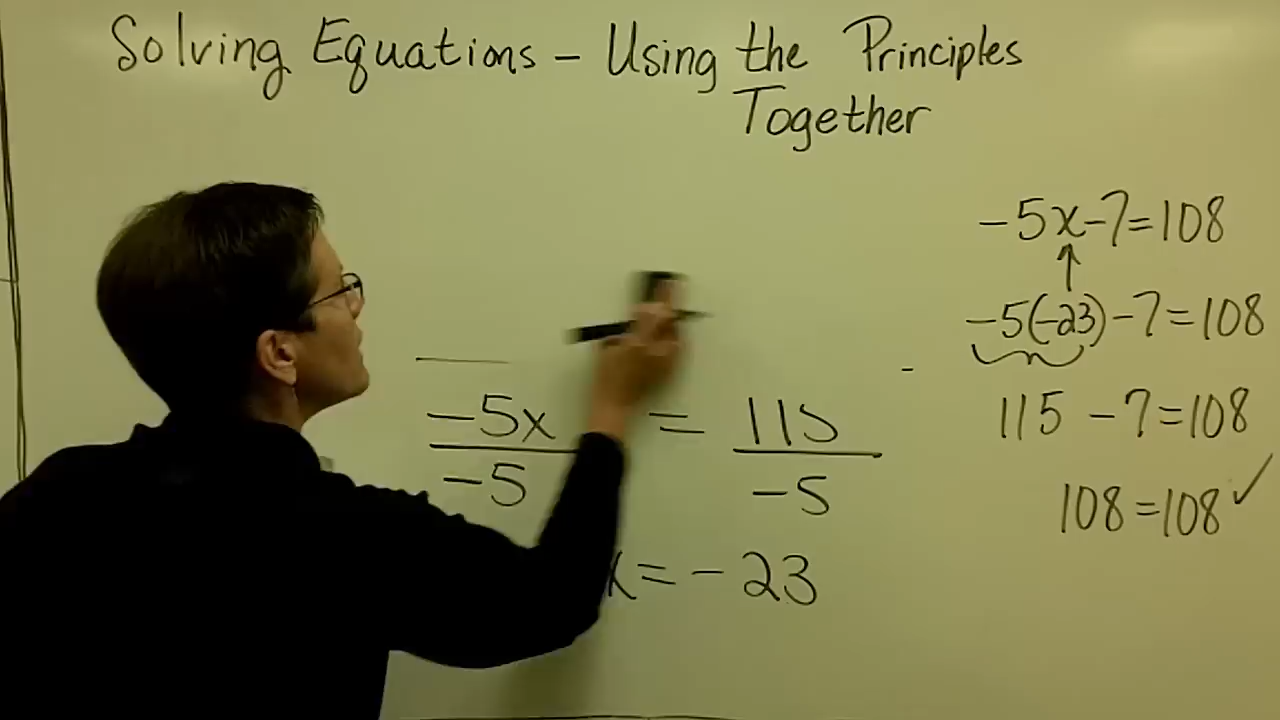 Solving Equations – Using the Principles
Together
-5x = 115
-5 -5
x = - 23
-5x-7=108
-5(-23)-7=108
115 -7=108
108=108✓